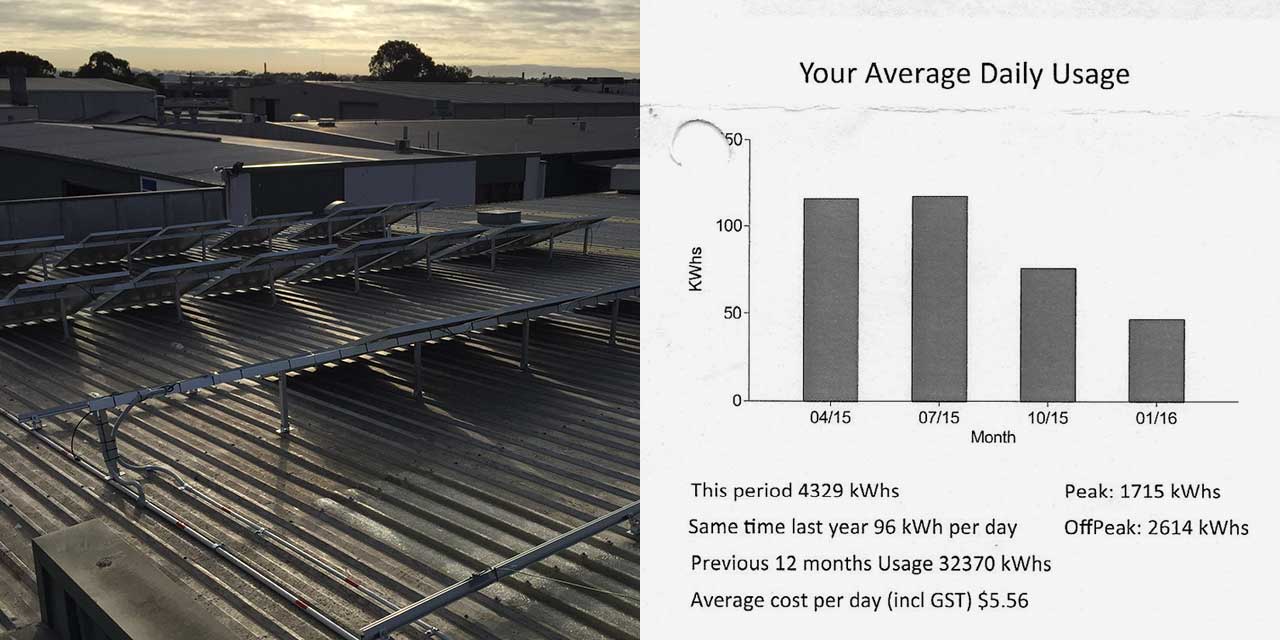 Your Average Daily Usage
50
100
50
0
KWhs
04/15 07/15 10/15 01/16
Month
This period 4329 kWhs Peak: 1715 kWhs
Same time last year 96 kWh per day OffPeak: 2614 kWhs
Previous 12 months Usage 32370 kWhs
Average cost per day (incl GST) $5.56